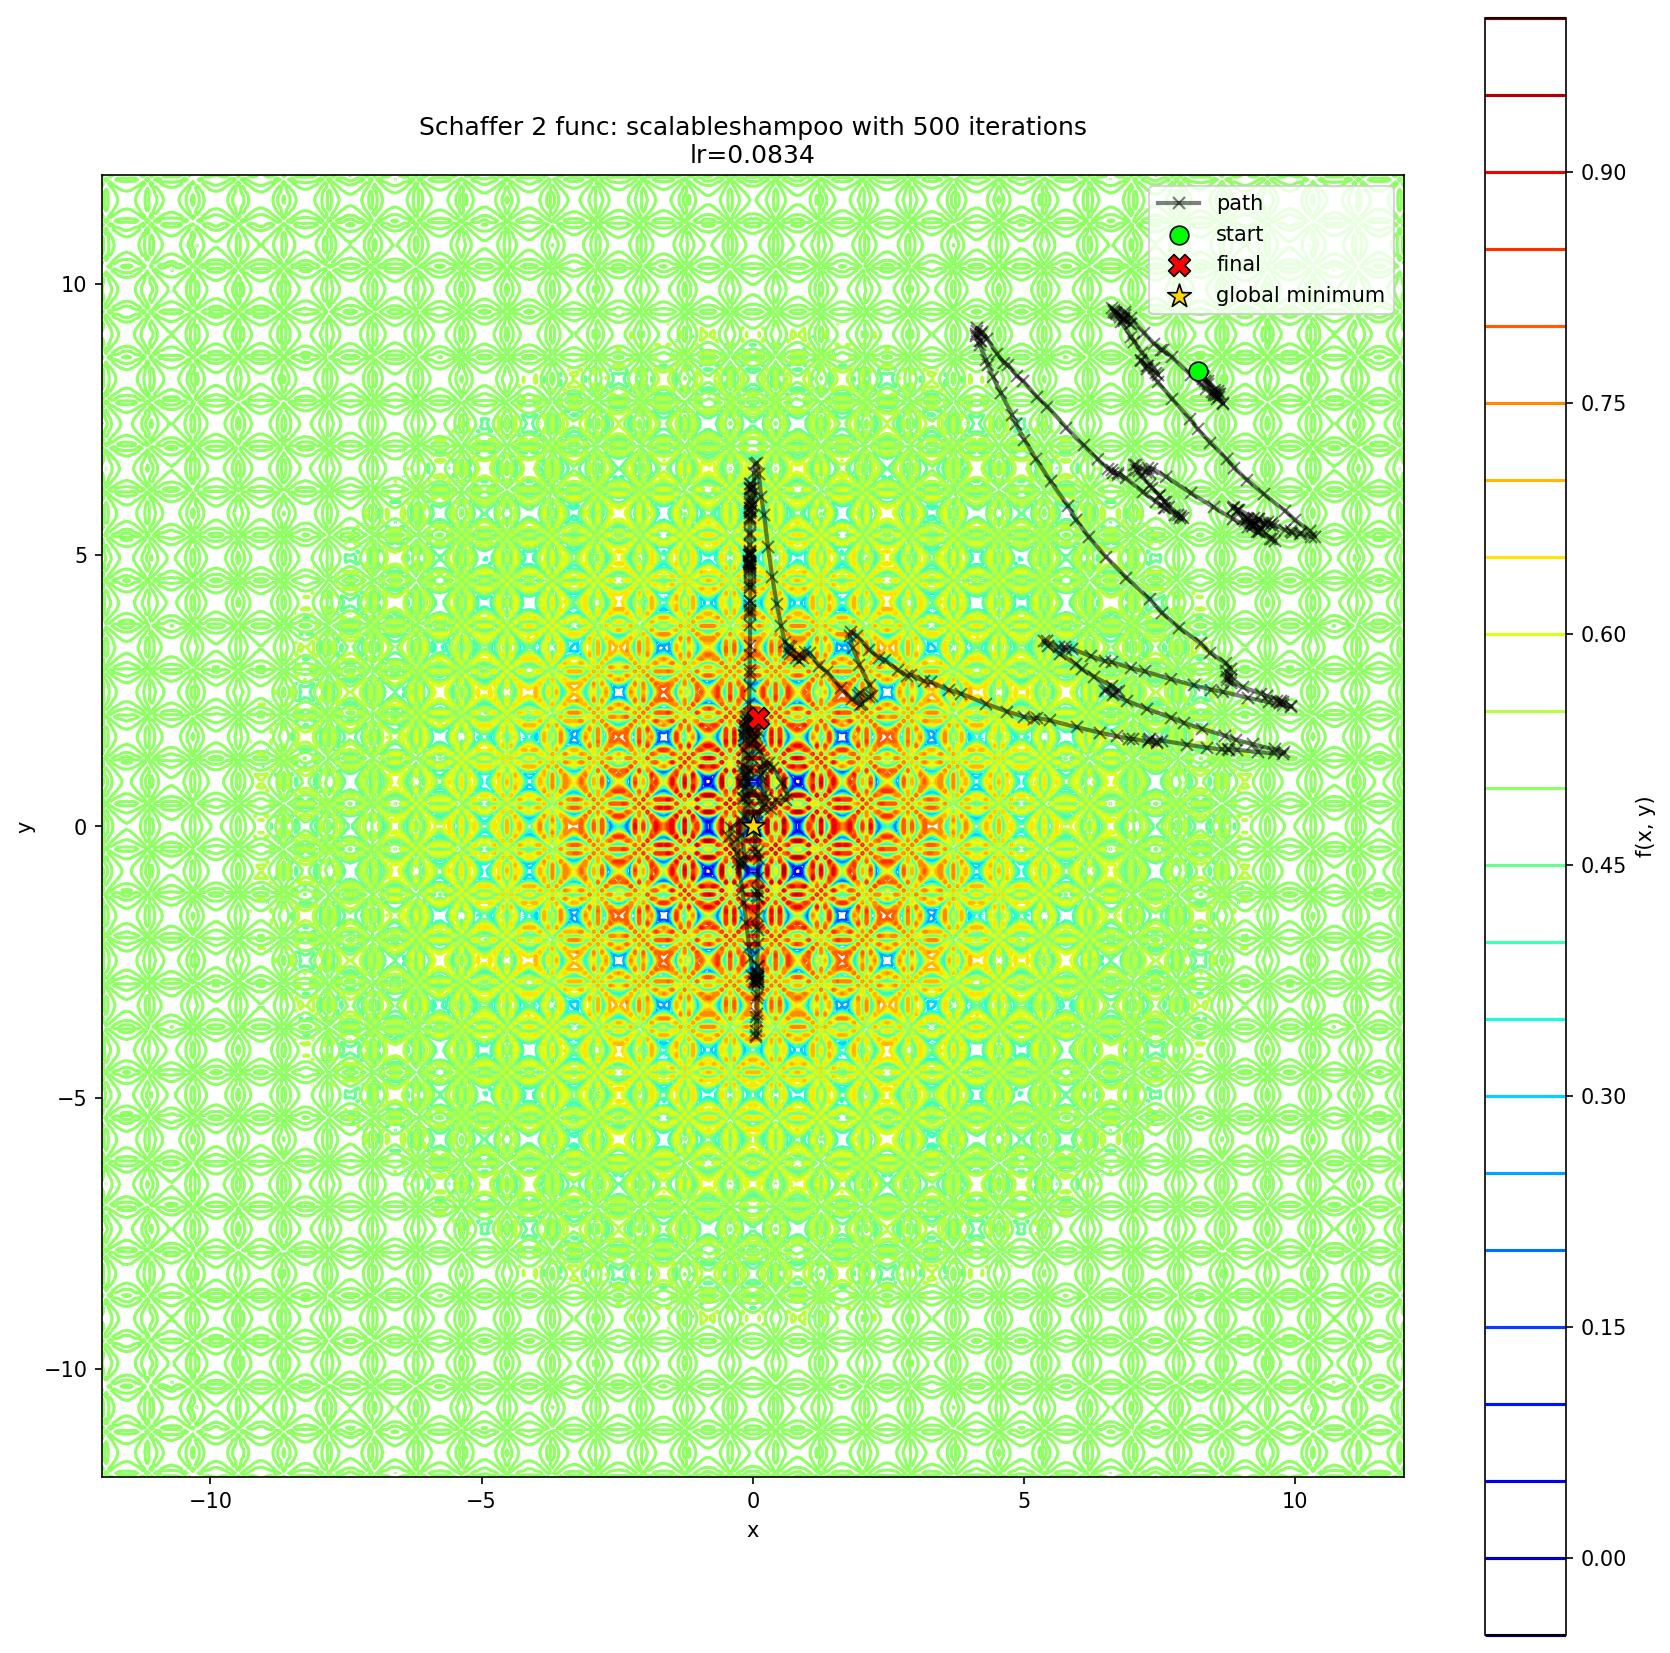 Schaffer 2 func: scalableshampoo with 500 iterations
lr=0.0834
path
start
final
global minimum
10
5
0
−5
−10
y
−10
−5
0
5
10
x
0.90
0.75
0.60
0.45
0.30
0.15
0.00
f(x, y)